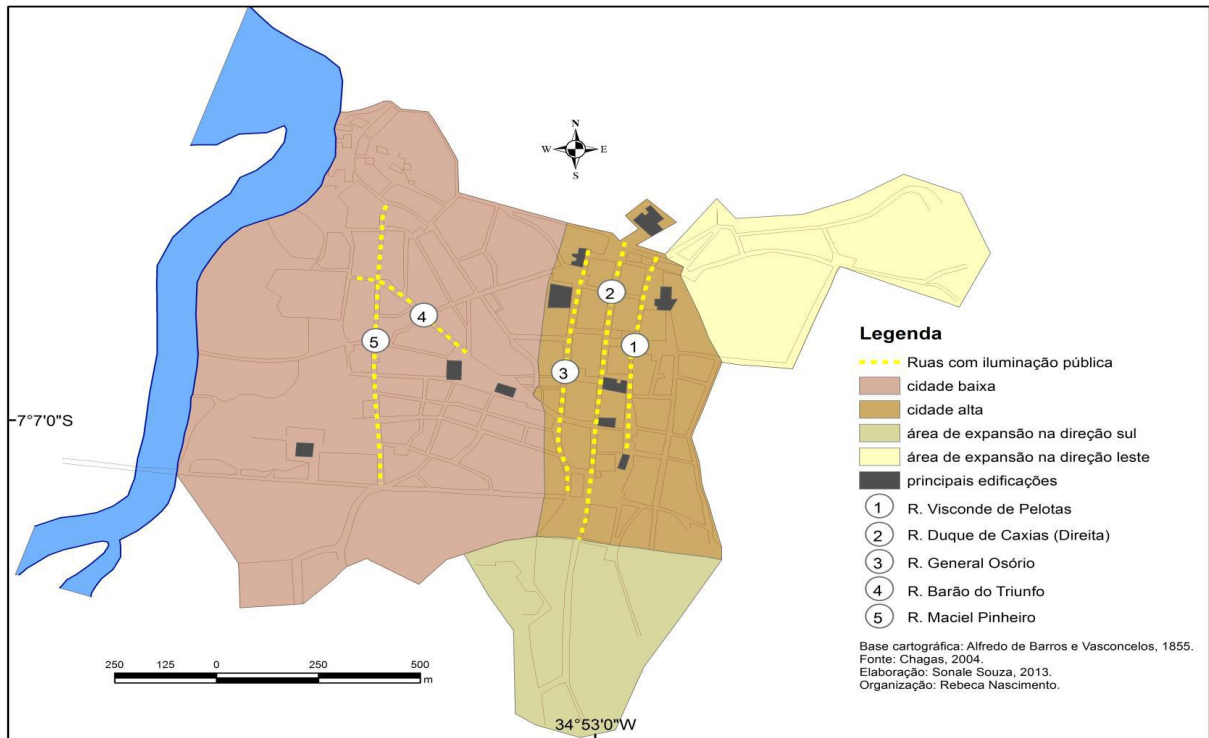 N
W E
S
2
1
4
5
3
7°7'0"S
Legenda
Ruas com iluminação pública
cidade baixa
cidade alta
área de expansão na direção sul
área de expansão na direção leste
principais edificações
1 R. Visconde de Pelotas
2 R. Duque de Caxias (Direita)
3 R. General Osório
4 R. Barão do Triunfo
5 R. Maciel Pinheiro
Base cartográfica: Alfredo de Barros e Vasconcelos, 1855.
Fonte: Chagas, 2004.
Elaboração: Sonale Souza, 2013.
Organização: Rebeca Nascimento.
250 125 0 250 500
m
34°53'0"W